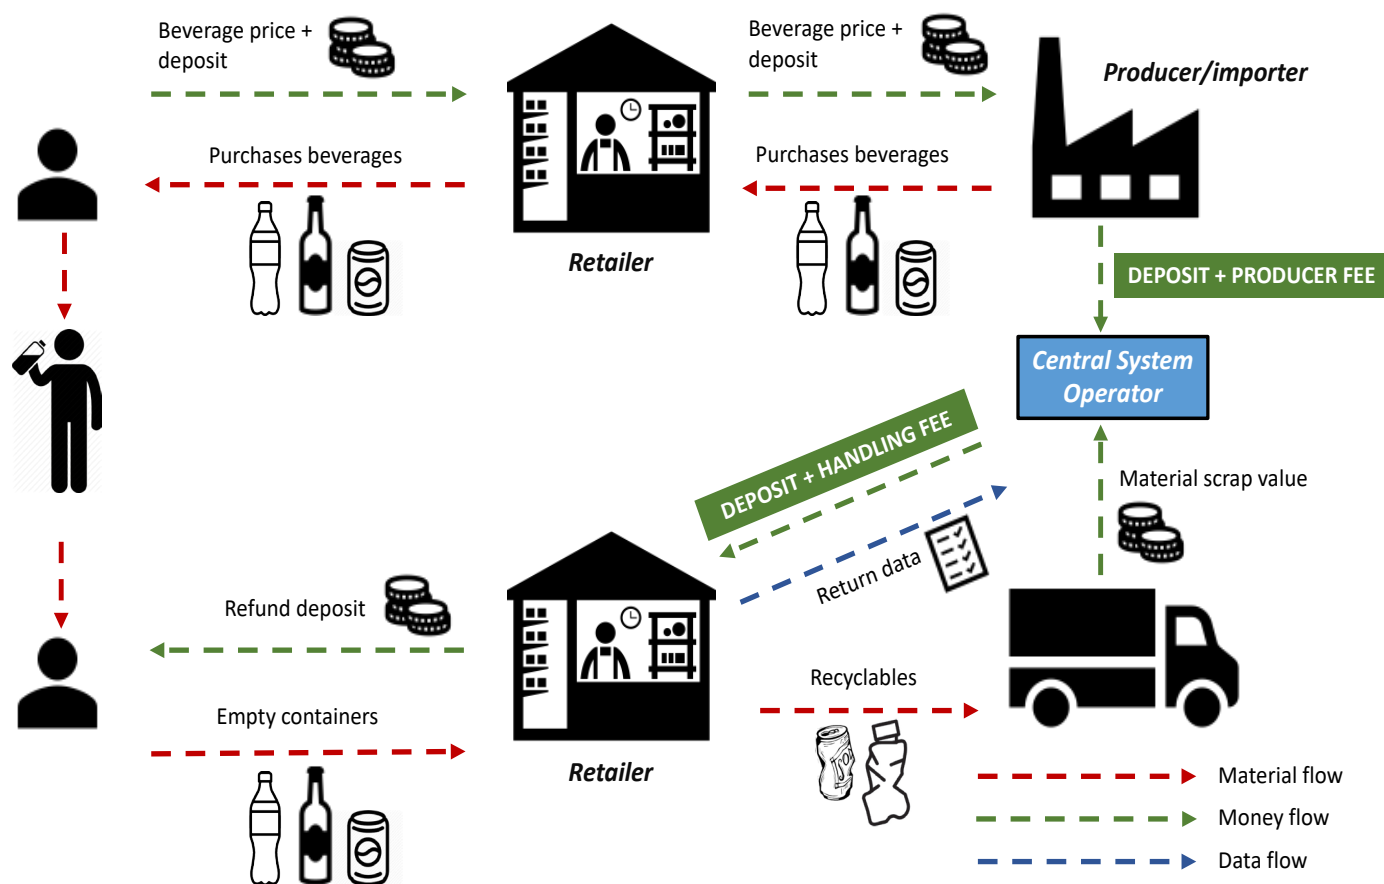 Beverage price +
deposit
Beverage price +
deposit
Producer/importer
Purchases beverages
Purchases beverages
Retailer
DEPOSIT + PRODUCER FEE
Central System
Operator
DEPOSIT + HANDLING FEE
Material scrap value
Return data
Refund deposit
Recyclables
Empty containers
Retailer
Material flow
Money flow
Data flow